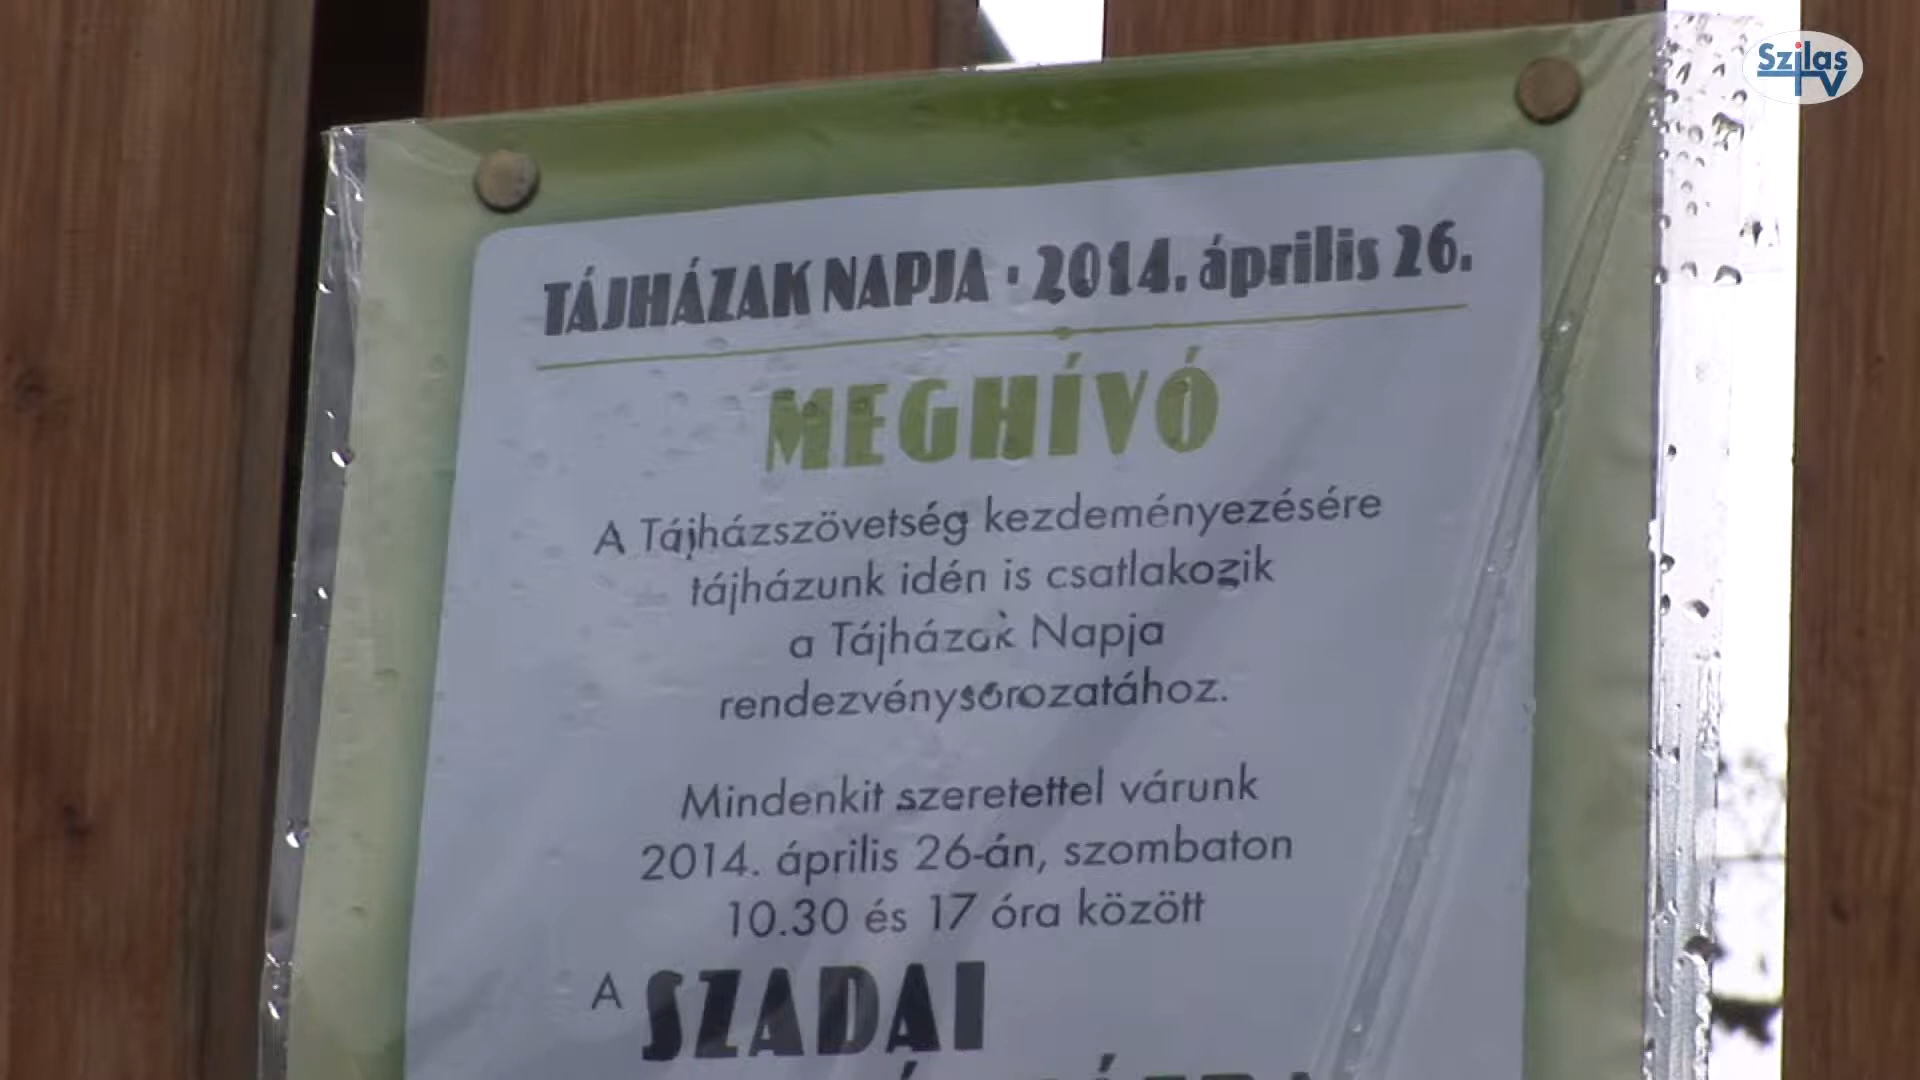 Szilas
TV
TÁJHÁZAK NAPJA · 2014. április 26.
MEGHÍVÓ
A Tájházszövetség kezdeményezésére
tájházunk idén is csatlakozik
a Tájházak Napja
rendezvénysorozatához.
Mindenkit szeretettel várunk
2014. április 26-án, szombaton
10.30 és 17 óra között
A SZADAI